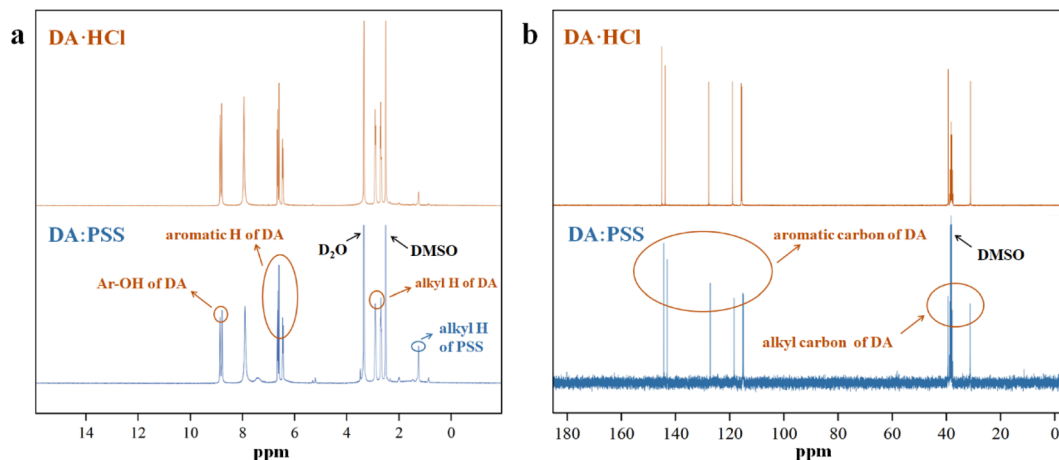 a
DA·HCl
DA:PSS
aromatic H of DA
D₂O
DMSO
Ar-OH of DA
alkyl H of DA
alkyl H
of PSS
14 12 10 8 6 4 2 0
ppm
b
DA·HCl
DA:PSS
aromatic carbon of DA
DMSO
alkyl carbon of DA
180 160 140 120 100 80 60 40 20 0
ppm